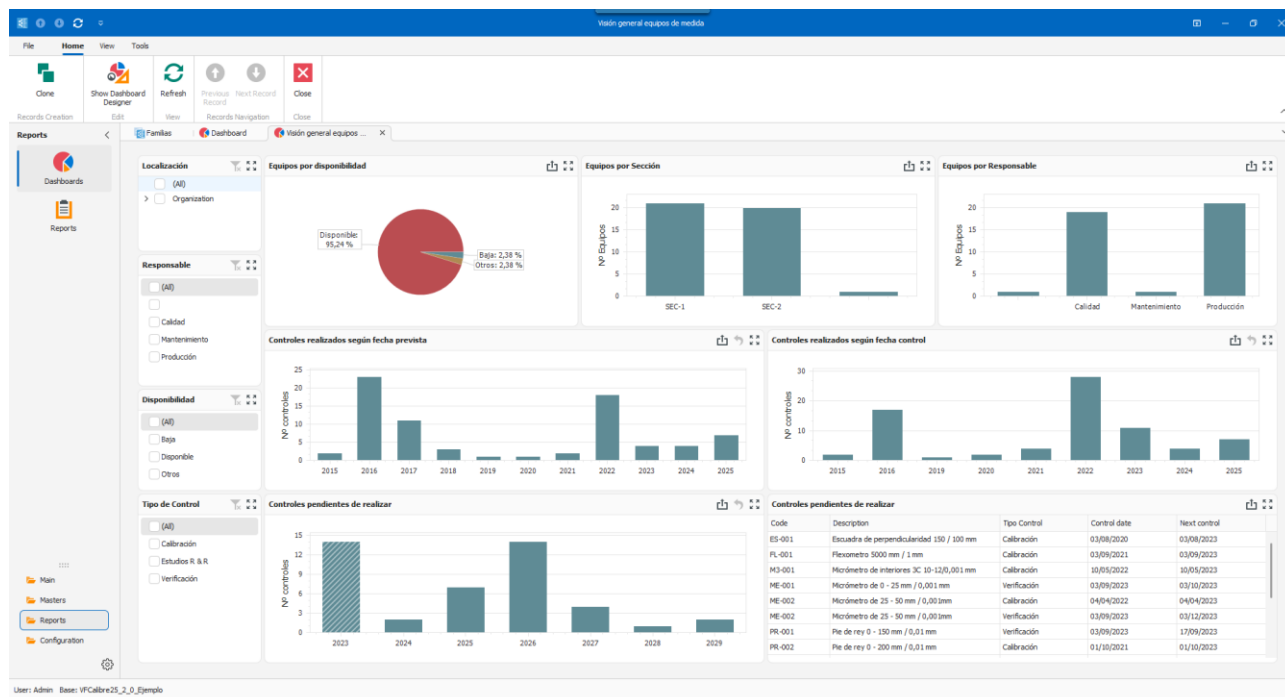 Visión general equipos de medida
File Home View Tools
Clone
Show Dashboard
Designer
Refresh
Previous
Record
Next Record
Close
Records Creation
Edit
View
Records Navigation
Close
Reports
Dashboards
Reports
Main
Masters
Reports
Configuration
Familias
Dashboard
Visión general equipos ...
Localización
(All)
Organization
Responsable
(All)
Calidad
Mantenimiento
Producción
Disponibilidad
(All)
Baja
Disponible
Otros
Tipo de Control
(All)
Calibración
Estudios R & R
Verificación
Equipos por disponibilidad
Disponible:
95,24 %
Baja: 2,38 %
Otros: 2,38 %
Equipos por Sección
Nº Equipos
20
15
10
5
0
SEC-1 SEC-2
Equipos por Responsable
Nº Equipos
20
15
10
5
0
Calidad Mantenimiento Producción
Controles realizados según fecha prevista
Nº controles
25
20
15
10
5
0
2015 2016 2017 2018 2019 2020 2021 2022 2023 2024 2025
Controles realizados según fecha control
Nº controles
30
20
10
0
2015 2016 2019 2020 2021 2022 2023 2024 2025
Controles pendientes de realizar
Nº controles
15
12
9
6
3
0
2023 2024 2025 2026 2027 2028 2029
Controles pendientes de realizar
Code Description Tipo Control Control date Next control
ES-001 Escuadra de perpendicularidad 150 / 100 mm Calibración 03/08/2020 03/08/2023
FL-001 Flexometro 5000 mm / 1 mm Calibración 03/09/2021 03/09/2023
M3-001 Micrómetro de interiores 3C 10-12/0,001 mm Calibración 10/05/2022 10/05/2023
ME-001 Micrómetro de 0 - 25 mm / 0,001 mm Verificación 03/09/2023 03/10/2023
ME-002 Micrómetro de 25 - 50 mm / 0,001mm Calibración 04/04/2022 04/04/2023
ME-002 Micrómetro de 25 - 50 mm / 0,001mm Verificación 03/09/2023 03/12/2023
PR-001 Pie de rey 0 - 150 mm / 0,01 mm Verificación 03/09/2023 17/09/2023
PR-002 Pie de rey 0 - 200 mm / 0,01 mm Calibración 01/10/2021 01/10/2023
User: Admin Base: VFCalibre25_2_0_Ejemplo